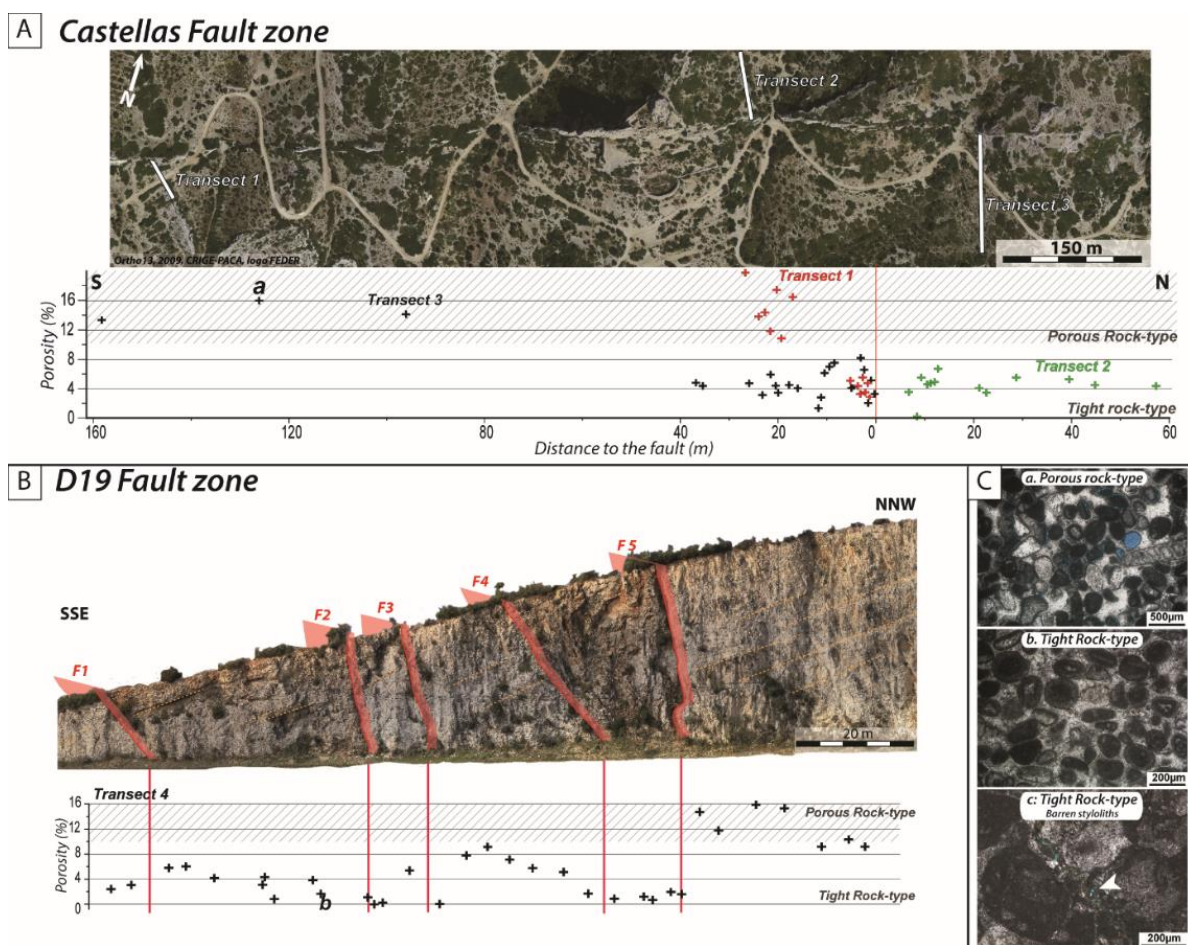 A Castellas Fault zone
N
Transect 1
Transect 2
Transect 3
Ortho13, 2009, CRIGE-PACA, logo FEDER
150 m
S
N
a
Transect 3
Transect 1
Transect 2
Porous Rock-type
Tight rock-type
Porosity (%)
16
12
8
4
0
160
120
80
40
20
0
20
40
60
Distance to the fault (m)
B D19 Fault zone
SSE
NNW
F1
F2
F3
F4
F5
20 m
Transect 4
Porosity (%)
16
12
8
4
0
Porous Rock-type
Tight Rock-type
b
C
a. Porous rock-type
500µm
b. Tight Rock-type
200µm
c: Tight Rock-type
Barren styloliths
200µm